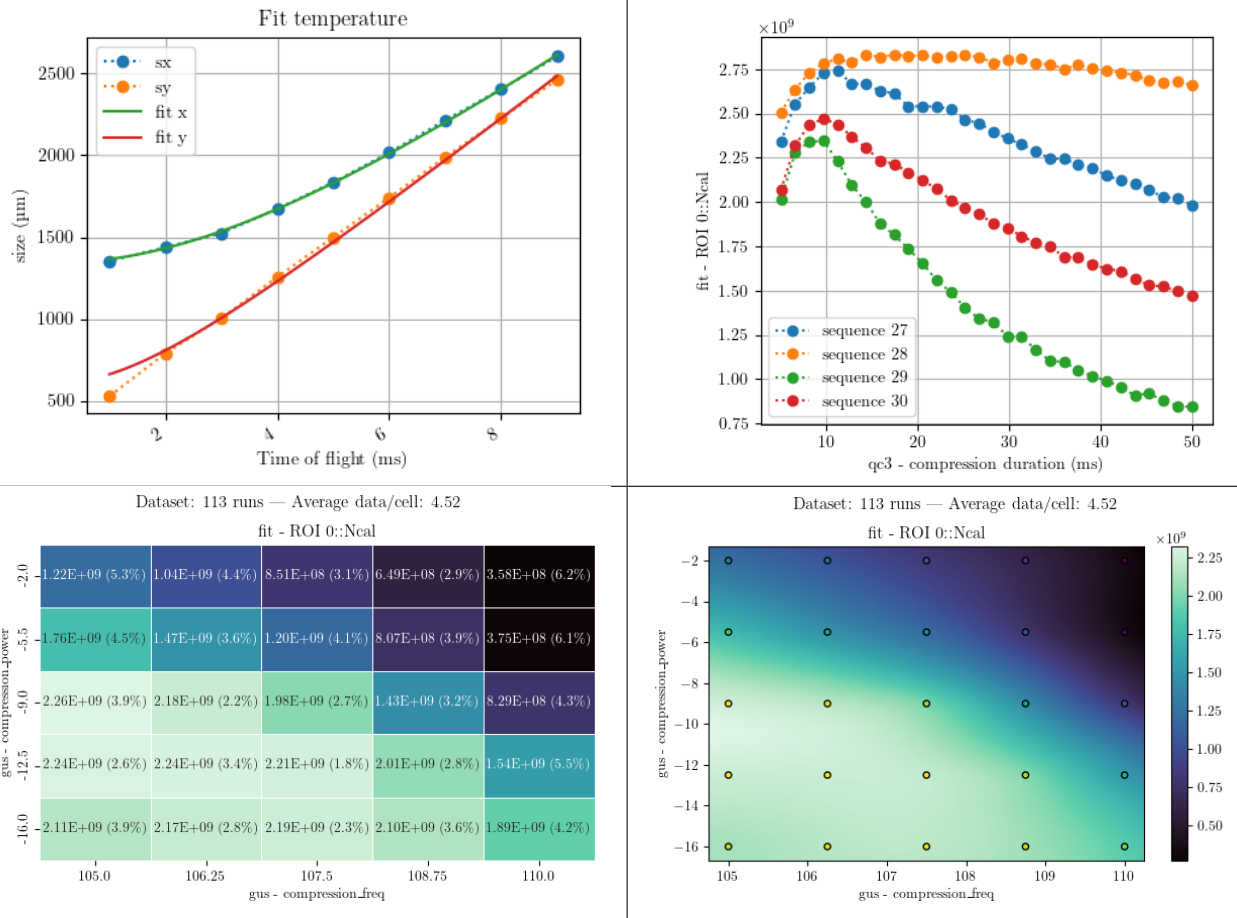 Fit temperature
sx
sy
fit x
fit y
2500
2000
1500
1000
500
size (µm)
2
4
6
8
Time of flight (ms)
×10⁹
2.75
2.50
2.25
2.00
1.75
1.50
1.25
1.00
0.75
fit - ROI 0::Ncal
sequence 27
sequence 28
sequence 29
sequence 30
10
20
30
40
50
qc3 - compression duration (ms)
Dataset: 113 runs — Average data/cell: 4.52
fit - ROI 0::Ncal
-2.0
1.22E+09 (5.3%) 1.04E+09 (4.4%) 8.51E+08 (3.1%) 6.49E+08 (2.9%) 3.58E+08 (6.2%)
-5.5
1.76E+09 (4.5%) 1.47E+09 (3.6%) 1.20E+09 (4.1%) 8.07E+08 (3.9%) 3.75E+08 (6.1%)
-9.0
2.26E+09 (3.9%) 2.18E+09 (2.2%) 1.98E+09 (2.7%) 1.43E+09 (3.2%) 8.29E+08 (4.3%)
-12.5
2.24E+09 (2.6%) 2.24E+09 (3.4%) 2.21E+09 (1.8%) 2.01E+09 (2.8%) 1.54E+09 (5.5%)
-16.0
2.11E+09 (3.9%) 2.17E+09 (2.8%) 2.19E+09 (2.3%) 2.10E+09 (3.6%) 1.89E+09 (4.2%)
gus - compression_power
105.0 106.25 107.5 108.75 110.0
gus - compression_freq
Dataset: 113 runs — Average data/cell: 4.52
fit - ROI 0::Ncal
−2
−4
−6
−8
−10
−12
−14
−16
gus - compression_power
105 106 107 108 109 110
gus - compression_freq
×10⁹
2.25
2.00
1.75
1.50
1.25
1.00
0.75
0.50